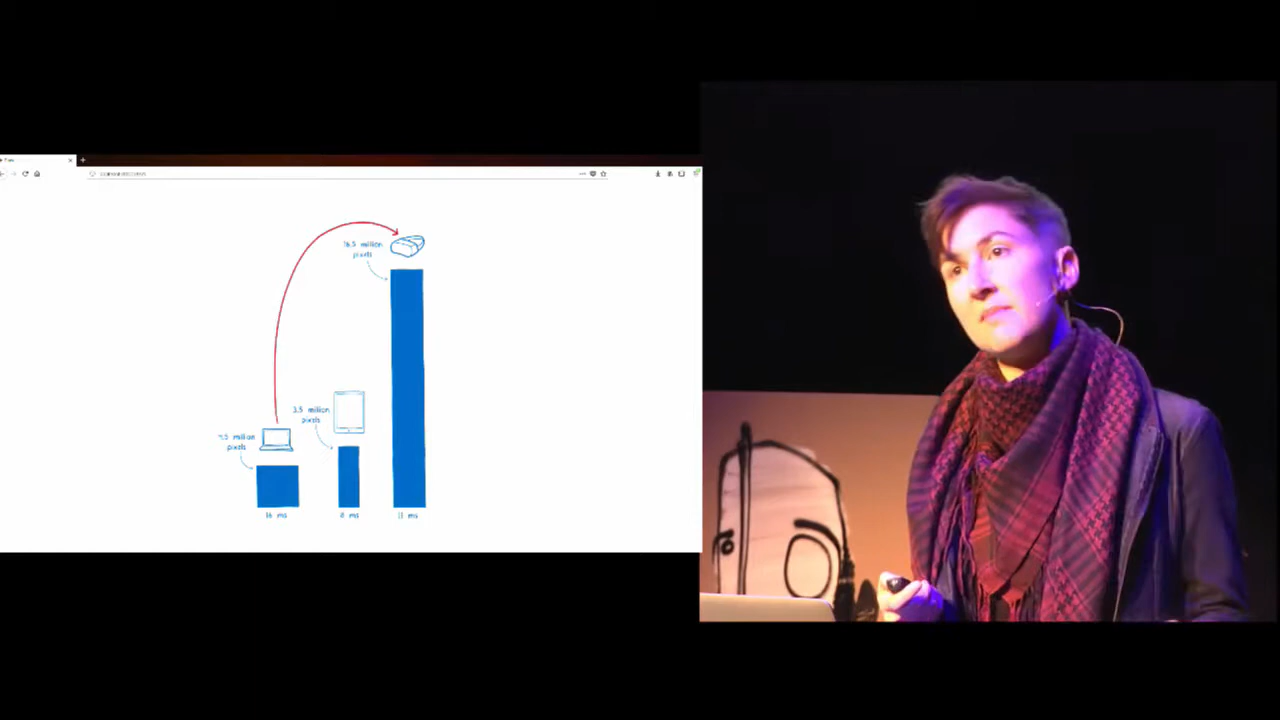 16.5 million
pixels
3.5 million
pixels
million
pixels
16 ms
8 ms
11 ms